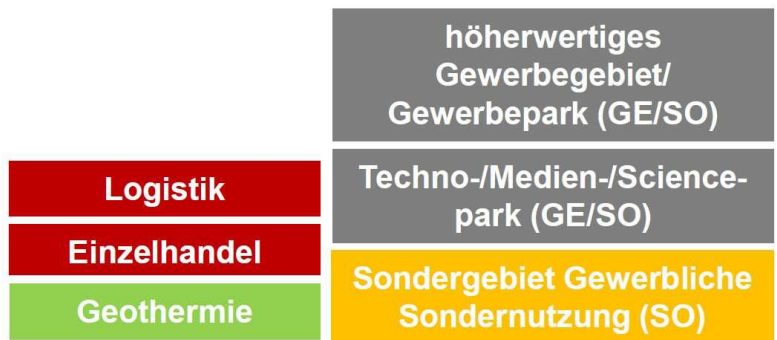 höherwertiges
Gewerbegebiet/
Gewerbepark (GE/SO)
Logistik
Techno-/Medien-/Science-
park (GE/SO)
Einzelhandel
Sondergebiet Gewerbliche
Sondernutzung (SO)
Geothermie